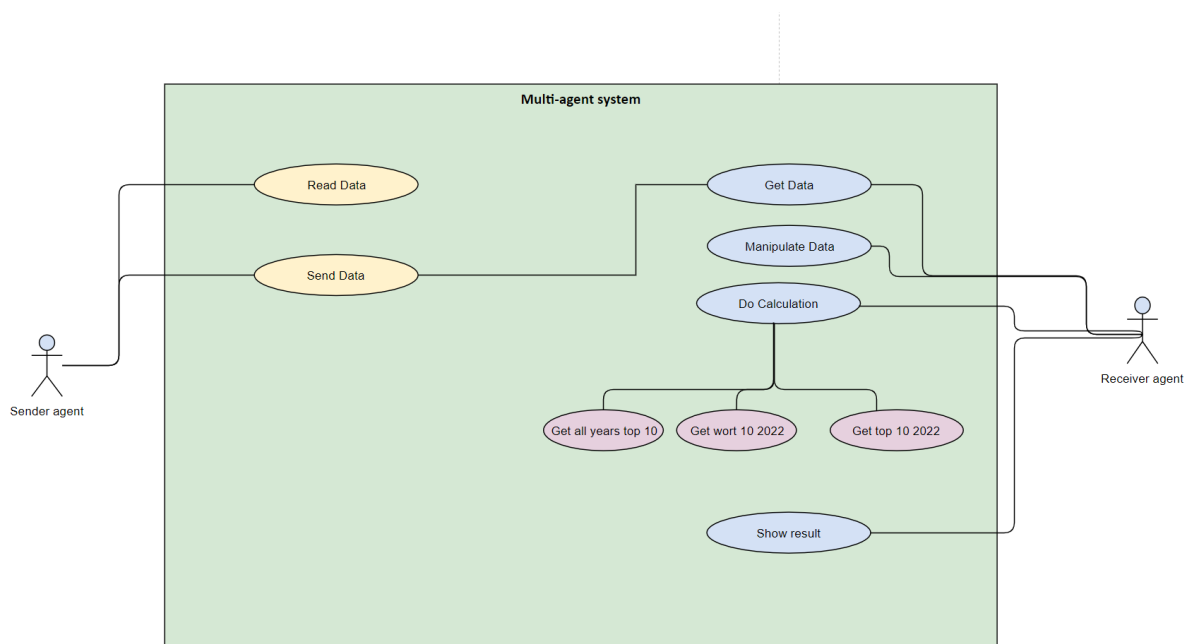 Multi-agent system
Read Data
Get Data
Manipulate Data
Send Data
Do Calculation
Sender agent
Receiver agent
Get all years top 10
Get wort 10 2022
Get top 10 2022
Show result